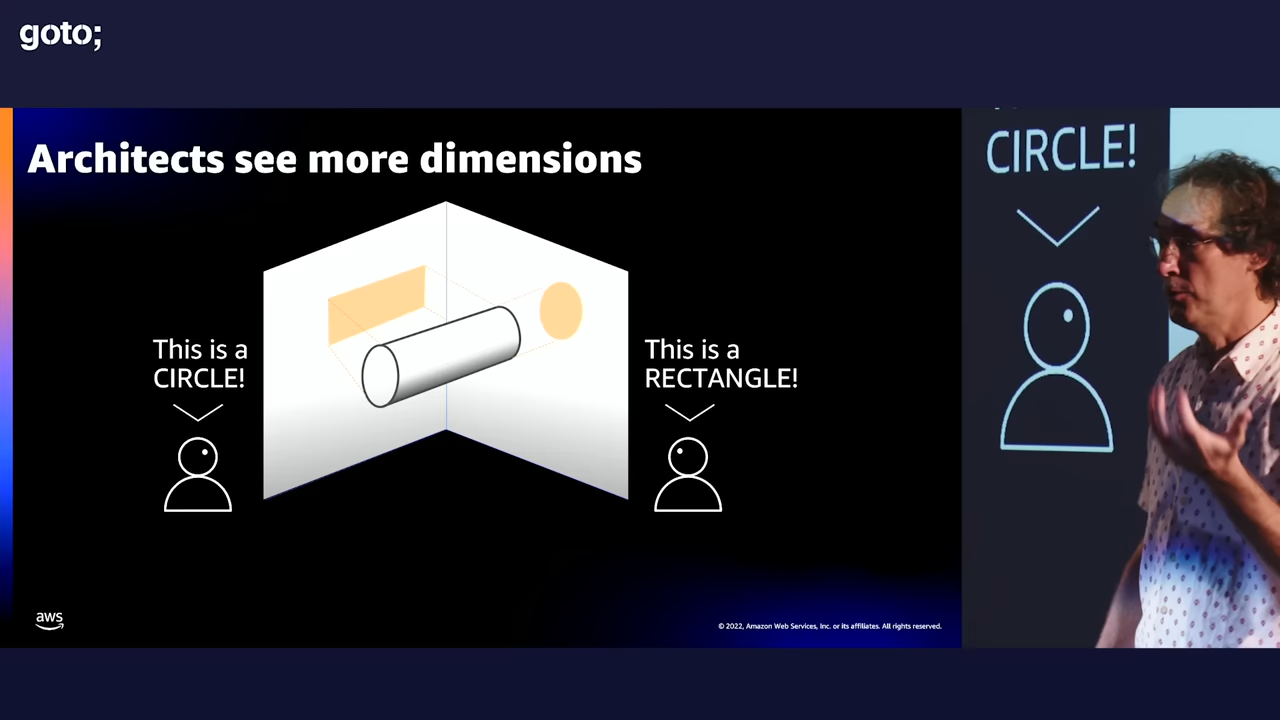 goto;
Architects see more dimensions
This is a
CIRCLE!
This is a
RECTANGLE!
CIRCLE!
aws
© 2022, Amazon Web Services, Inc. or its affiliates. All rights reserved.